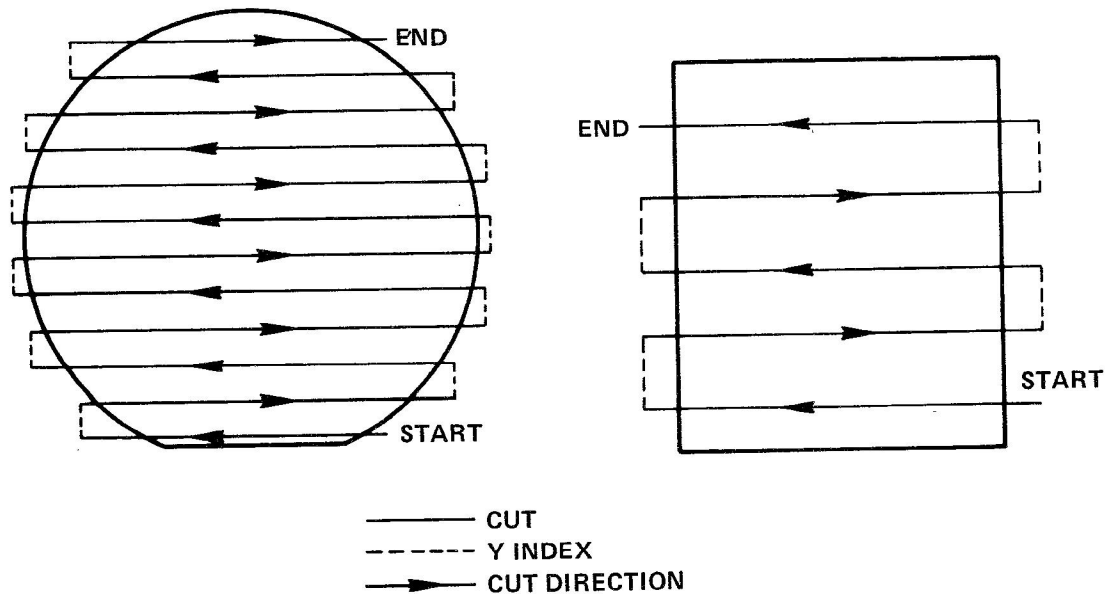 END
END
START
START
CUT
Y INDEX
CUT DIRECTION